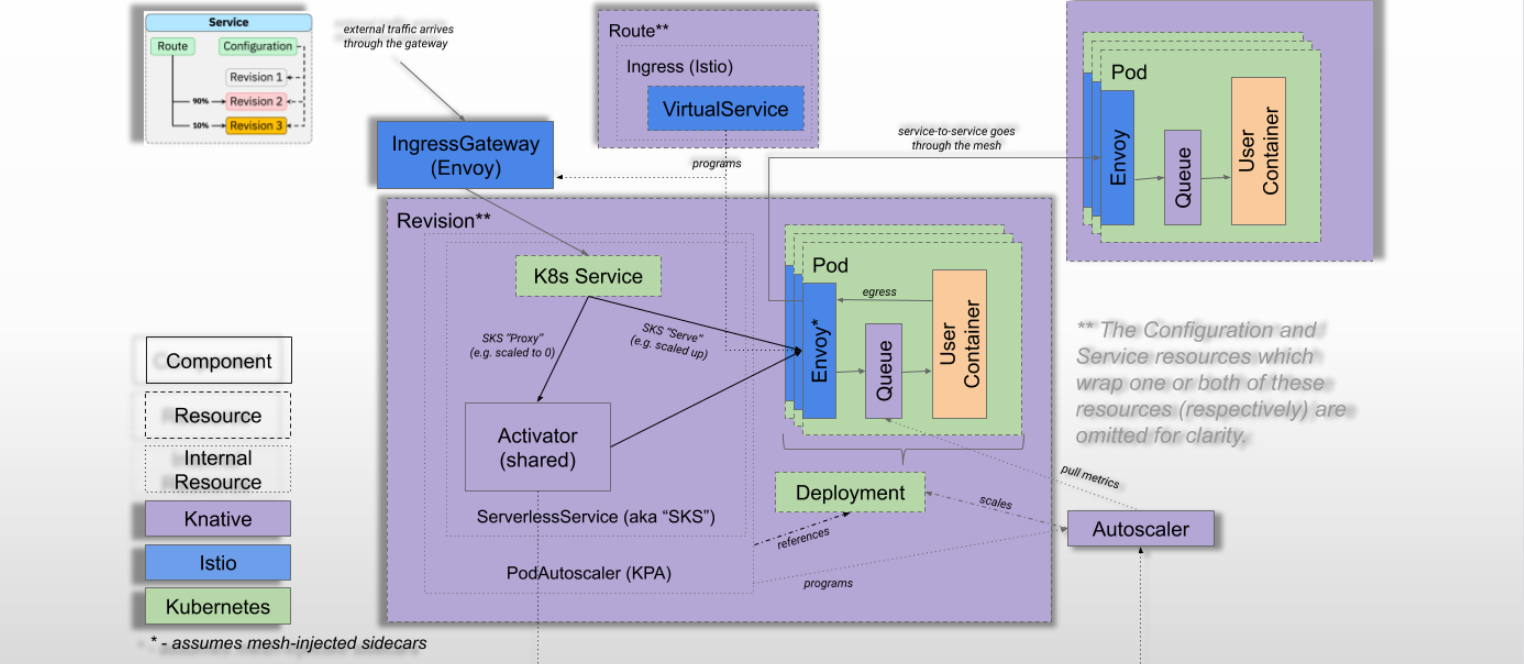 Service
Route
Configuration
Revision 1
90%
Revision 2
10%
Revision 3
external traffic arrives
through the gateway
IngressGateway
(Envoy)
Route**
Ingress (Istio)
VirtualService
programs
service-to-service goes
through the mesh
Pod
Envoy
Queue
User
Container
Revision**
K8s Service
SKS "Proxy"
(e.g. scaled to 0)
SKS "Serve"
(e.g. scaled up)
Activator
(shared)
ServerlessService (aka “SKS”)
PodAutoscaler (KPA)
Pod
egress
Envoy*
Queue
User
Container
Deployment
references
programs
scales
pull metrics
Autoscaler
** The Configuration and
Service resources which
wrap one or both of these
resources (respectively) are
omitted for clarity.
Component
Resource
Internal
Resource
Knative
Istio
Kubernetes
* - assumes mesh-injected sidecars